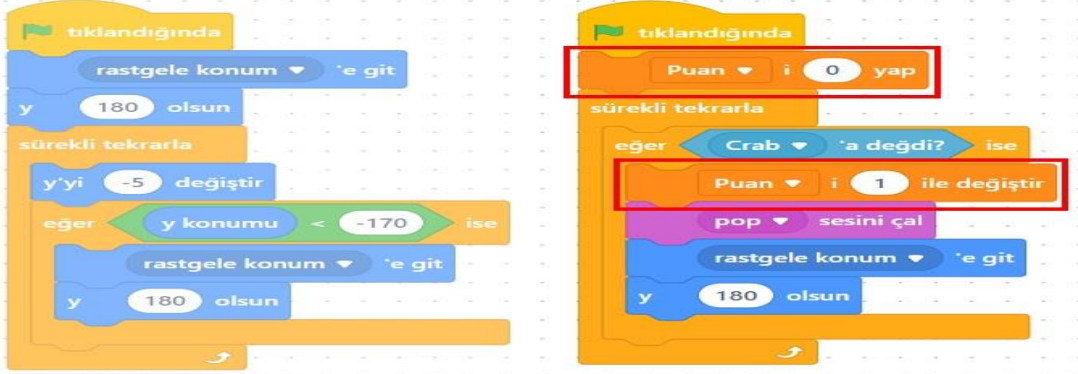 tıklandığında
rastgele konum 'e git
y 180 olsun
sürekli tekrarla
y'yi -5 değiştir
eğer y konumu < -170 ise
rastgele konum 'e git
y 180 olsun
tıklandığında
Puan i 0 yap
sürekli tekrarla
eğer Crab 'a değdi? ise
Puan i 1 ile değiştir
pop sesini çal
rastgele konum 'e git
y 180 olsun